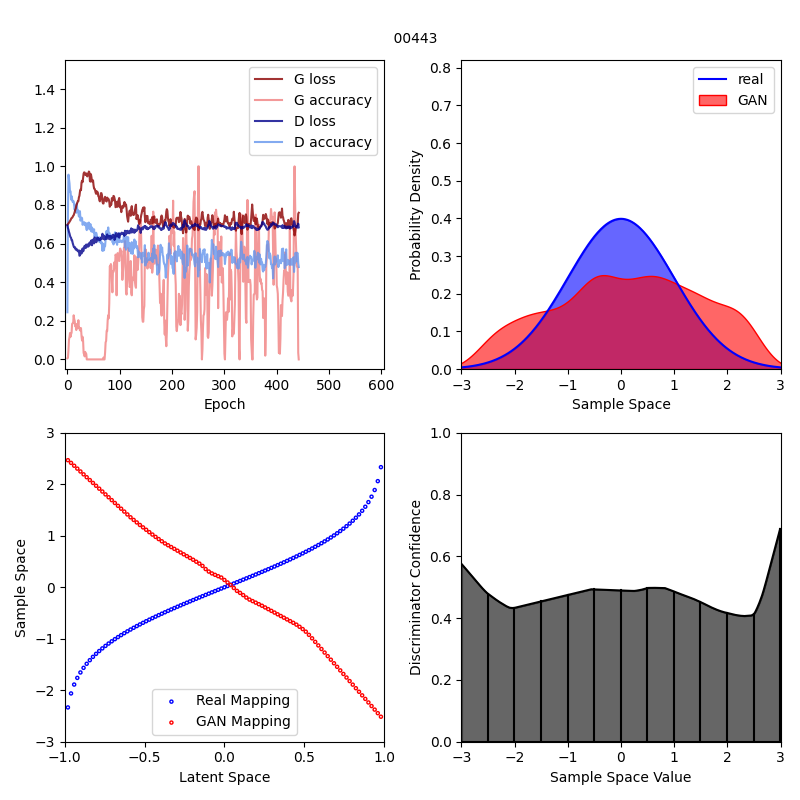 00443
G loss
G accuracy
D loss
D accuracy
1.4
1.2
1.0
0.8
0.6
0.4
0.2
0.0
0 100 200 300 400 500 600
Epoch
real
GAN
0.8
0.7
0.6
0.5
0.4
0.3
0.2
0.1
0.0
Probability Density
−3 −2 −1 0 1 2 3
Sample Space
3
2
1
0
−1
−2
−3
Sample Space
Real Mapping
GAN Mapping
−1.0 −0.5 0.0 0.5 1.0
Latent Space
1.0
0.8
0.6
0.4
0.2
0.0
Discriminator Confidence
−3 −2 −1 0 1 2 3
Sample Space Value